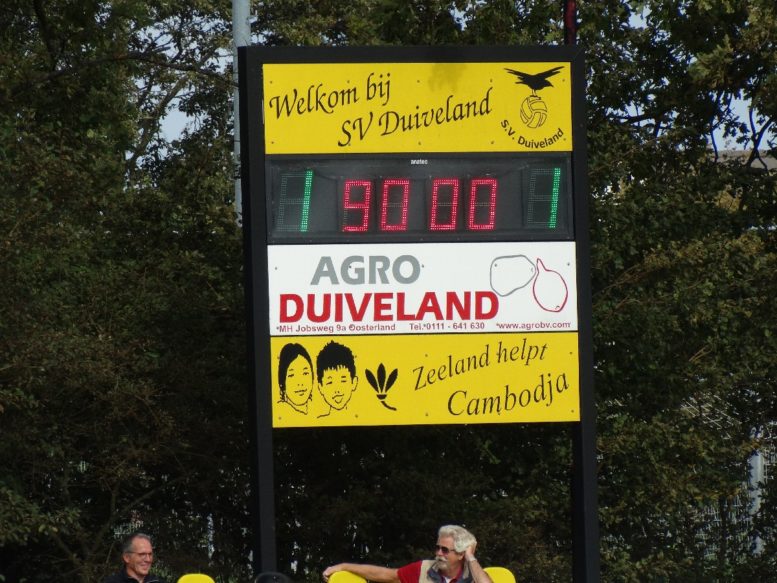 Welkom bij
SV Duiveland
S.V. Duiveland
anatec
1 90 00 1
AGRO
DUIVELAND
MH Jobsweg 9a Oosterland Tel. 0111 - 641 630 www.agrobv.com
Zeeland helpt
Cambodja